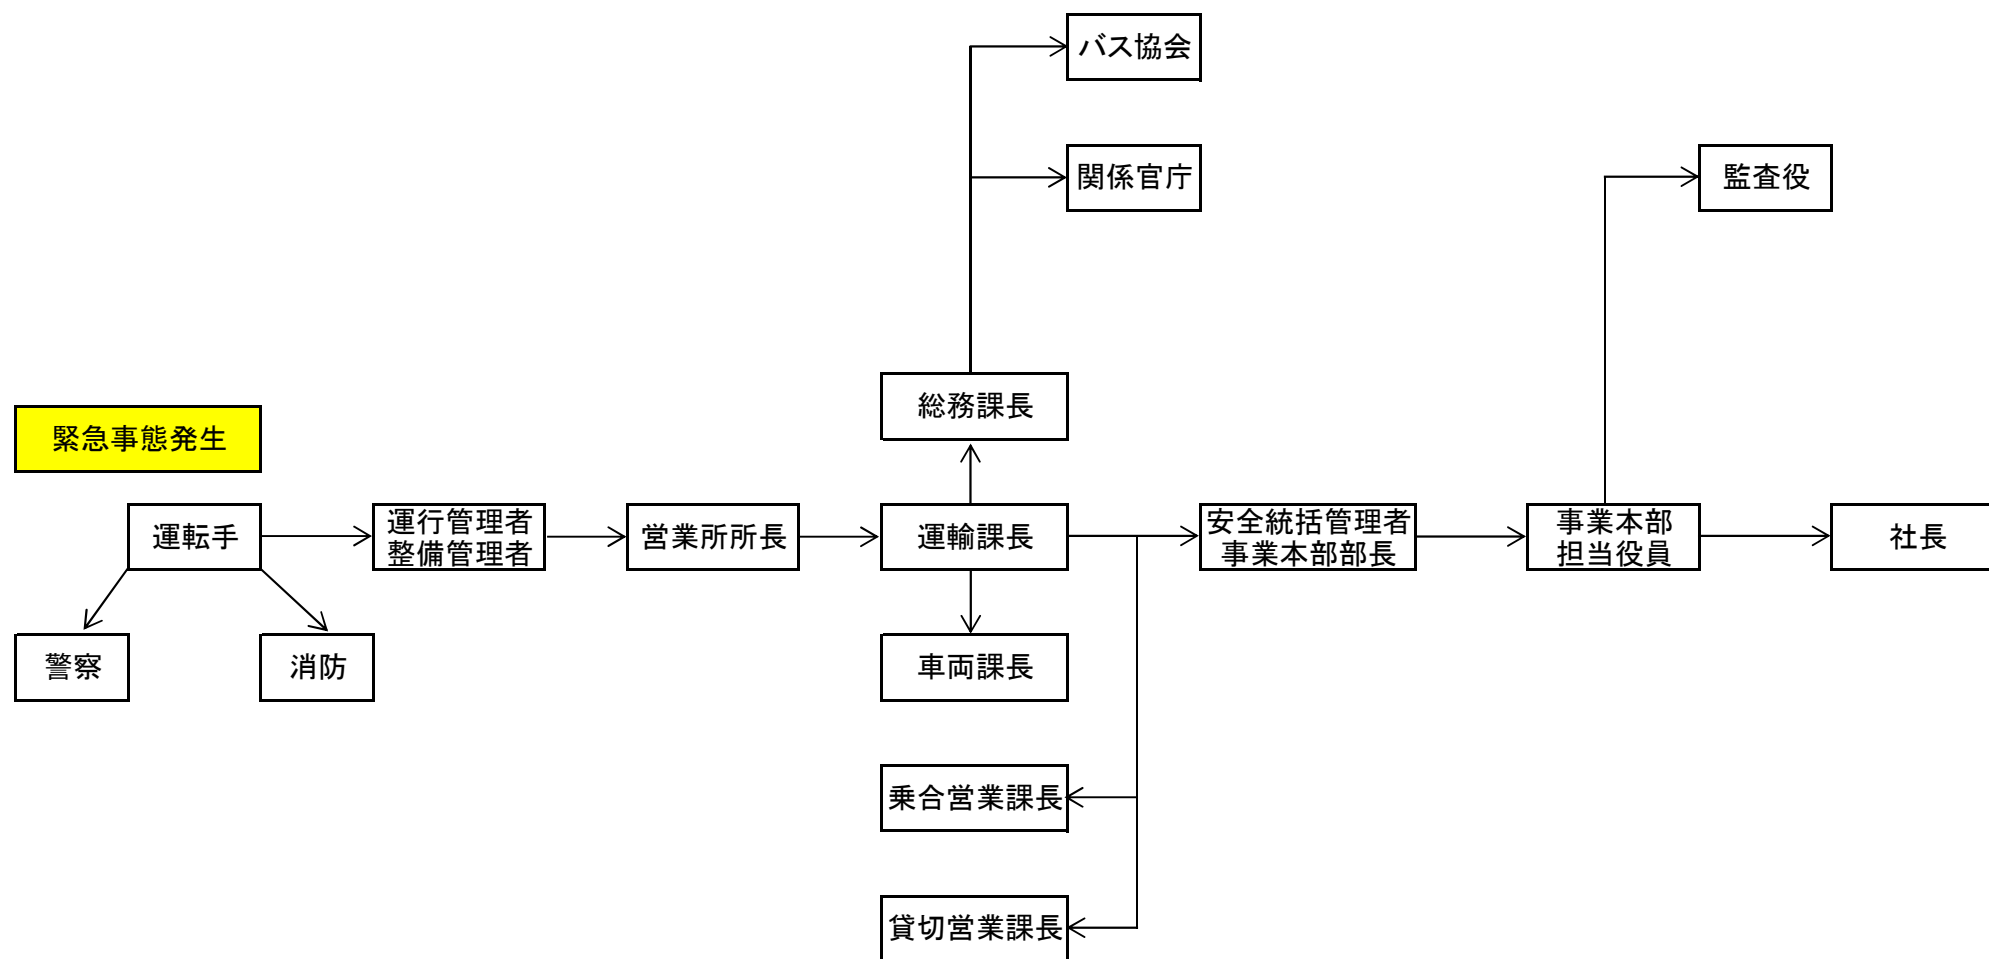 バス協会
関係官庁
監査役
総務課長
緊急事態発生
運転手
運行管理者
整備管理者
営業所所長
運輸課長
安全統括管理者
事業本部部長
事業本部
担当役員
社長
警察
消防
車両課長
乗合営業課長
貸切営業課長